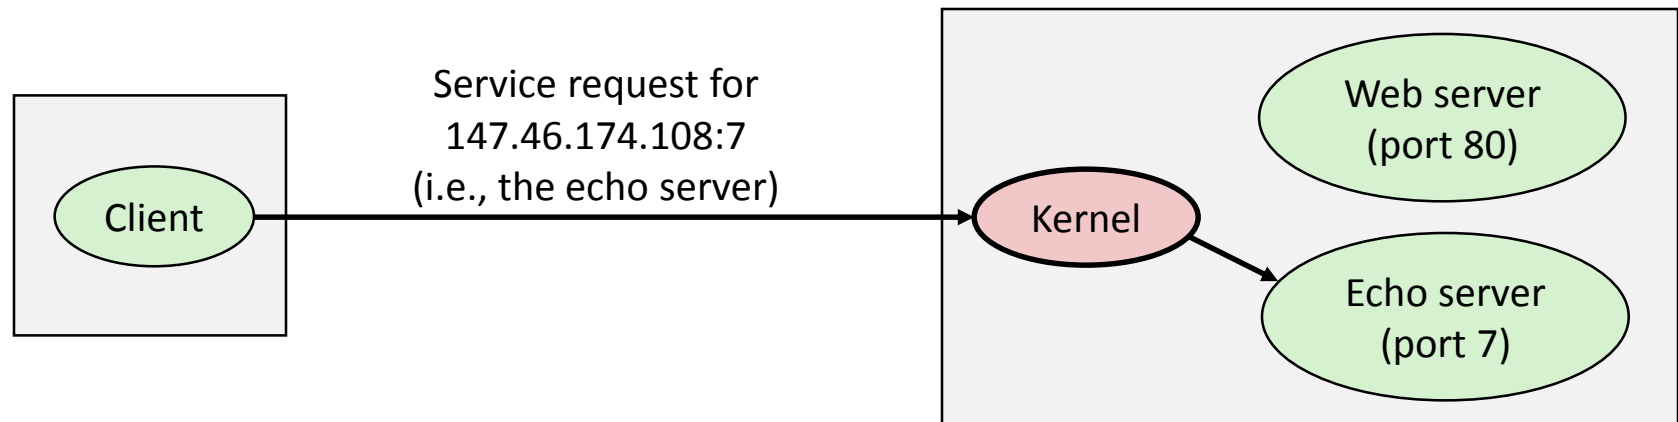 Service request for
147.46.174.108:7
(i.e., the echo server)
Client
Kernel
Web server
(port 80)
Echo server
(port 7)